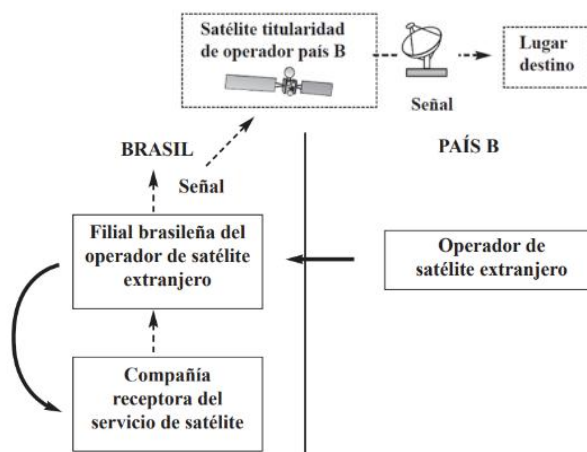 Satélite titularidad
de operador país B
Lugar
destino
Señal
BRASIL
PAÍS B
Señal
Filial brasileña del
operador de satélite
extranjero
Operador de
satélite extranjero
Compañía
receptora del
servicio de satélite